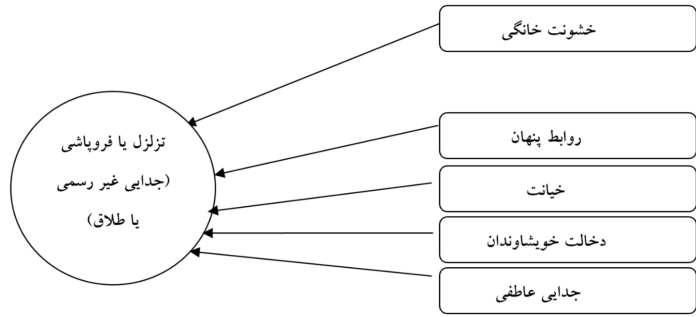 خشونت خانگی
تزلزل یا فروپاشی
(جدایی غیر رسمی
یا طلاق)
روابط پنهان
خیانت
دخالت خویشاوندان
جدایی عاطفی